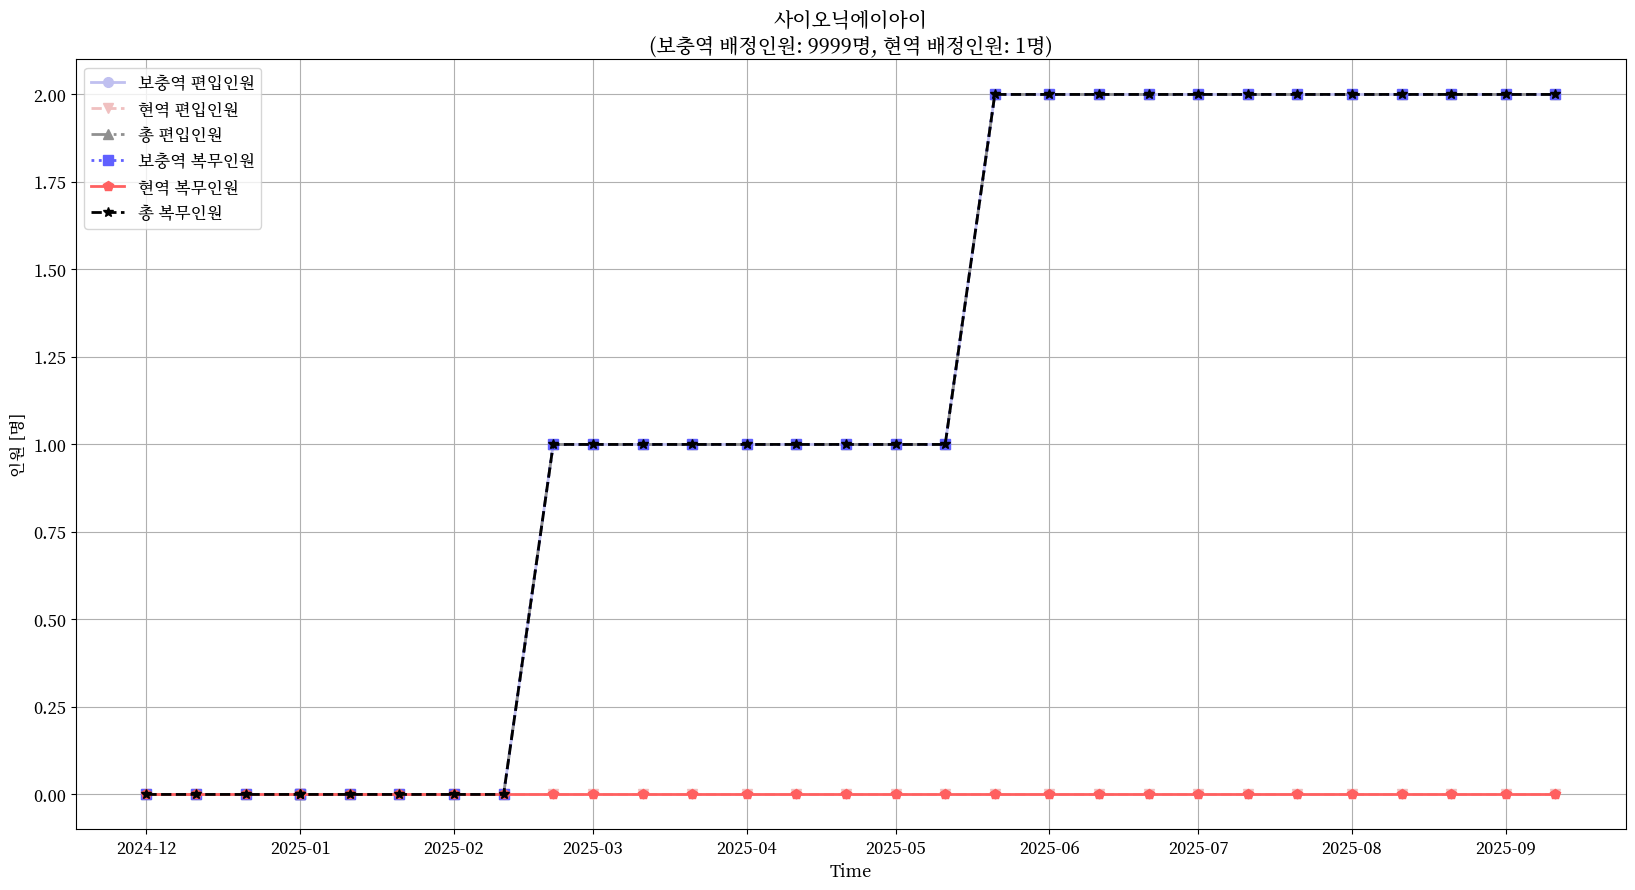 사이오닉에이아이
(보충역 배정인원: 9999명, 현역 배정인원: 1명)
보충역 편입인원
현역 편입인원
총 편입인원
보충역 복무인원
현역 복무인원
총 복무인원
2.00
1.75
1.50
1.25
1.00
0.75
0.50
0.25
0.00
인원 [명]
2024-12
2025-01
2025-02
2025-03
2025-04
2025-05
2025-06
2025-07
2025-08
2025-09
Time